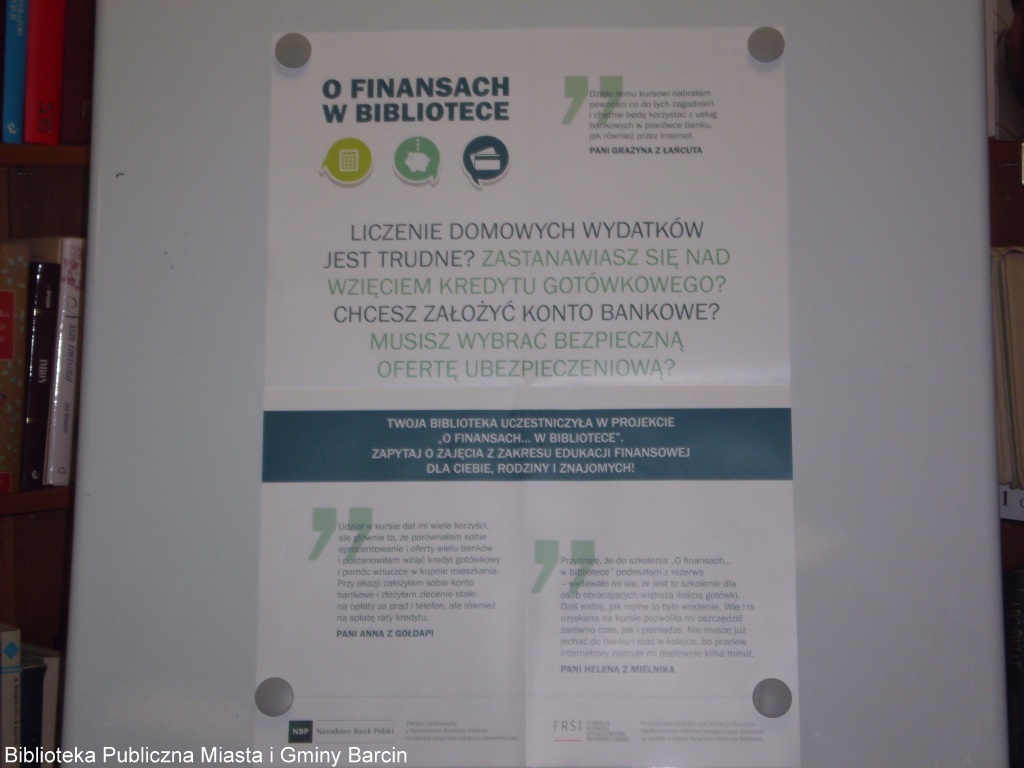 O FINANSACH
W BIBLIOTECE
Dzięki temu kursowi nabrałam
pewności co do tych zagadnień
i chętnie będę korzystać z usług
bankowych w placówce banku,
jak również przez Internet.
PANI GRAŻYNA Z ŁAŃCUTA
LICZENIE DOMOWYCH WYDATKÓW
JEST TRUDNE? ZASTANAWIASZ SIĘ NAD
WZIĘCIEM KREDYTU GOTÓWKOWEGO?
CHCESZ ZAŁOŻYĆ KONTO BANKOWE?
MUSISZ WYBRAĆ BEZPIECZNĄ
OFERTĘ UBEZPIECZENIOWĄ?
TWOJA BIBLIOTEKA UCZESTNICZYŁA W PROJEKCIE
„O FINANSACH... W BIBLIOTECE".
ZAPYTAJ O ZAJĘCIA Z ZAKRESU EDUKACJI FINANSOWEJ
DLA CIEBIE, RODZINY I ZNAJOMYCH!
Udział w kursie dał mi wiele korzyści,
ale głównie to, że porównałam sobie
oprocentowanie i oferty wielu banków
i postanowiłam wziąć kredyt gotówkowy
i pomóc wnuczce w kupnie mieszkania.
Przy okazji założyłam sobie konto
bankowe i złożyłam zlecenie stałe
na opłaty za prąd i telefon, ale również
na spłatę raty kredytu.
PANI ANNA Z GOŁDAPI
Przyznaję, że do szkolenia „O finansach...
w bibliotece" podeszłam z rezerwą
– wydawało mi się, że jest to szkolenie dla
osób obracających większą ilością gotówki.
Dziś widzę, jak mylne to było wrażenie. Wiedza
uzyskana na kursie pozwoliła mi oszczędzić
zarówno czas, jak i pieniądze. Nie muszę już
jechać do banku i stać w kolejce, bo przelew
internetowy zajmuje mi dosłownie kilka minut.
PANI HELENA Z MIELNIKA
NBP Narodowy Bank Polski
FRSI
Biblioteka Publiczna Miasta i Gminy Barcin